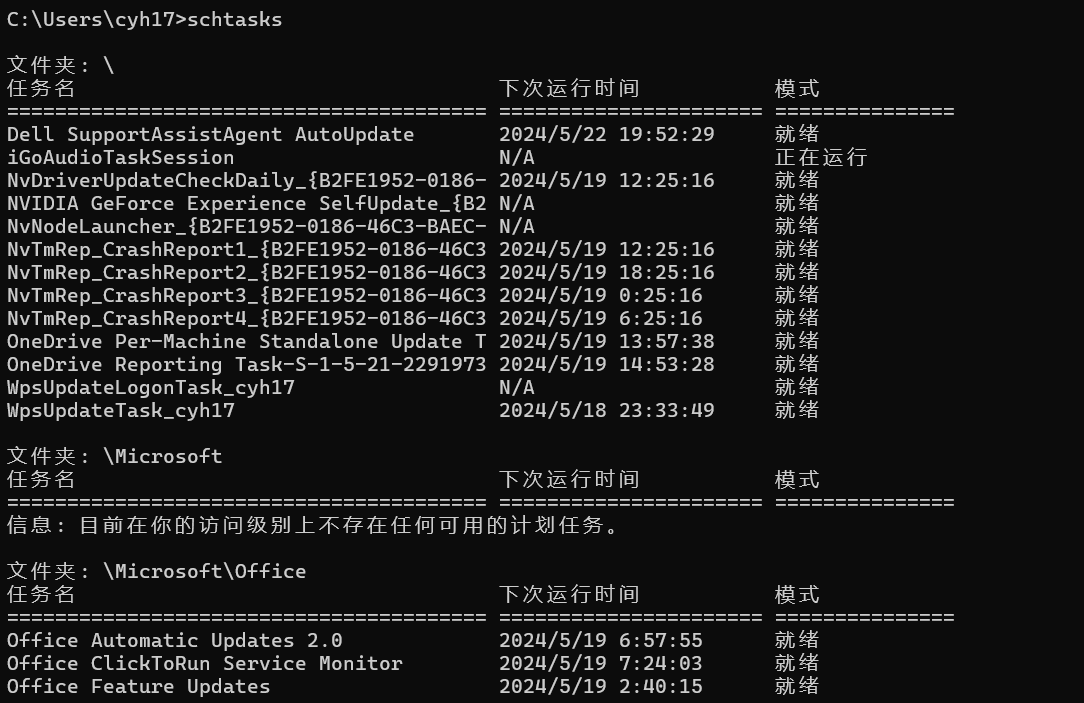 C:\Users\cyh17>schtasks
文件夹: \
任务名 下次运行时间 模式
======================================== ====================== ===============
Dell SupportAssistAgent AutoUpdate 2024/5/22 19:52:29 就绪
iGoAudioTaskSession N/A 正在运行
NvDriverUpdateCheckDaily_{B2FE1952-0186- 2024/5/19 12:25:16 就绪
NVIDIA GeForce Experience SelfUpdate_{B2 N/A 就绪
NvNodeLauncher_{B2FE1952-0186-46C3-BAEC- N/A 就绪
NvTmRep_CrashReport1_{B2FE1952-0186-46C3 2024/5/19 12:25:16 就绪
NvTmRep_CrashReport2_{B2FE1952-0186-46C3 2024/5/19 18:25:16 就绪
NvTmRep_CrashReport3_{B2FE1952-0186-46C3 2024/5/19 0:25:16 就绪
NvTmRep_CrashReport4_{B2FE1952-0186-46C3 2024/5/19 6:25:16 就绪
OneDrive Per-Machine Standalone Update T 2024/5/19 13:57:38 就绪
OneDrive Reporting Task-S-1-5-21-2291973 2024/5/19 14:53:28 就绪
WpsUpdateLogonTask_cyh17 N/A 就绪
WpsUpdateTask_cyh17 2024/5/18 23:33:49 就绪
文件夹: \Microsoft
任务名 下次运行时间 模式
======================================== ====================== ===============
信息: 目前在你的访问级别上不存在任何可用的计划任务。
文件夹: \Microsoft\Office
任务名 下次运行时间 模式
======================================== ====================== ===============
Office Automatic Updates 2.0 2024/5/19 6:57:55 就绪
Office ClickToRun Service Monitor 2024/5/19 7:24:03 就绪
Office Feature Updates 2024/5/19 2:40:15 就绪